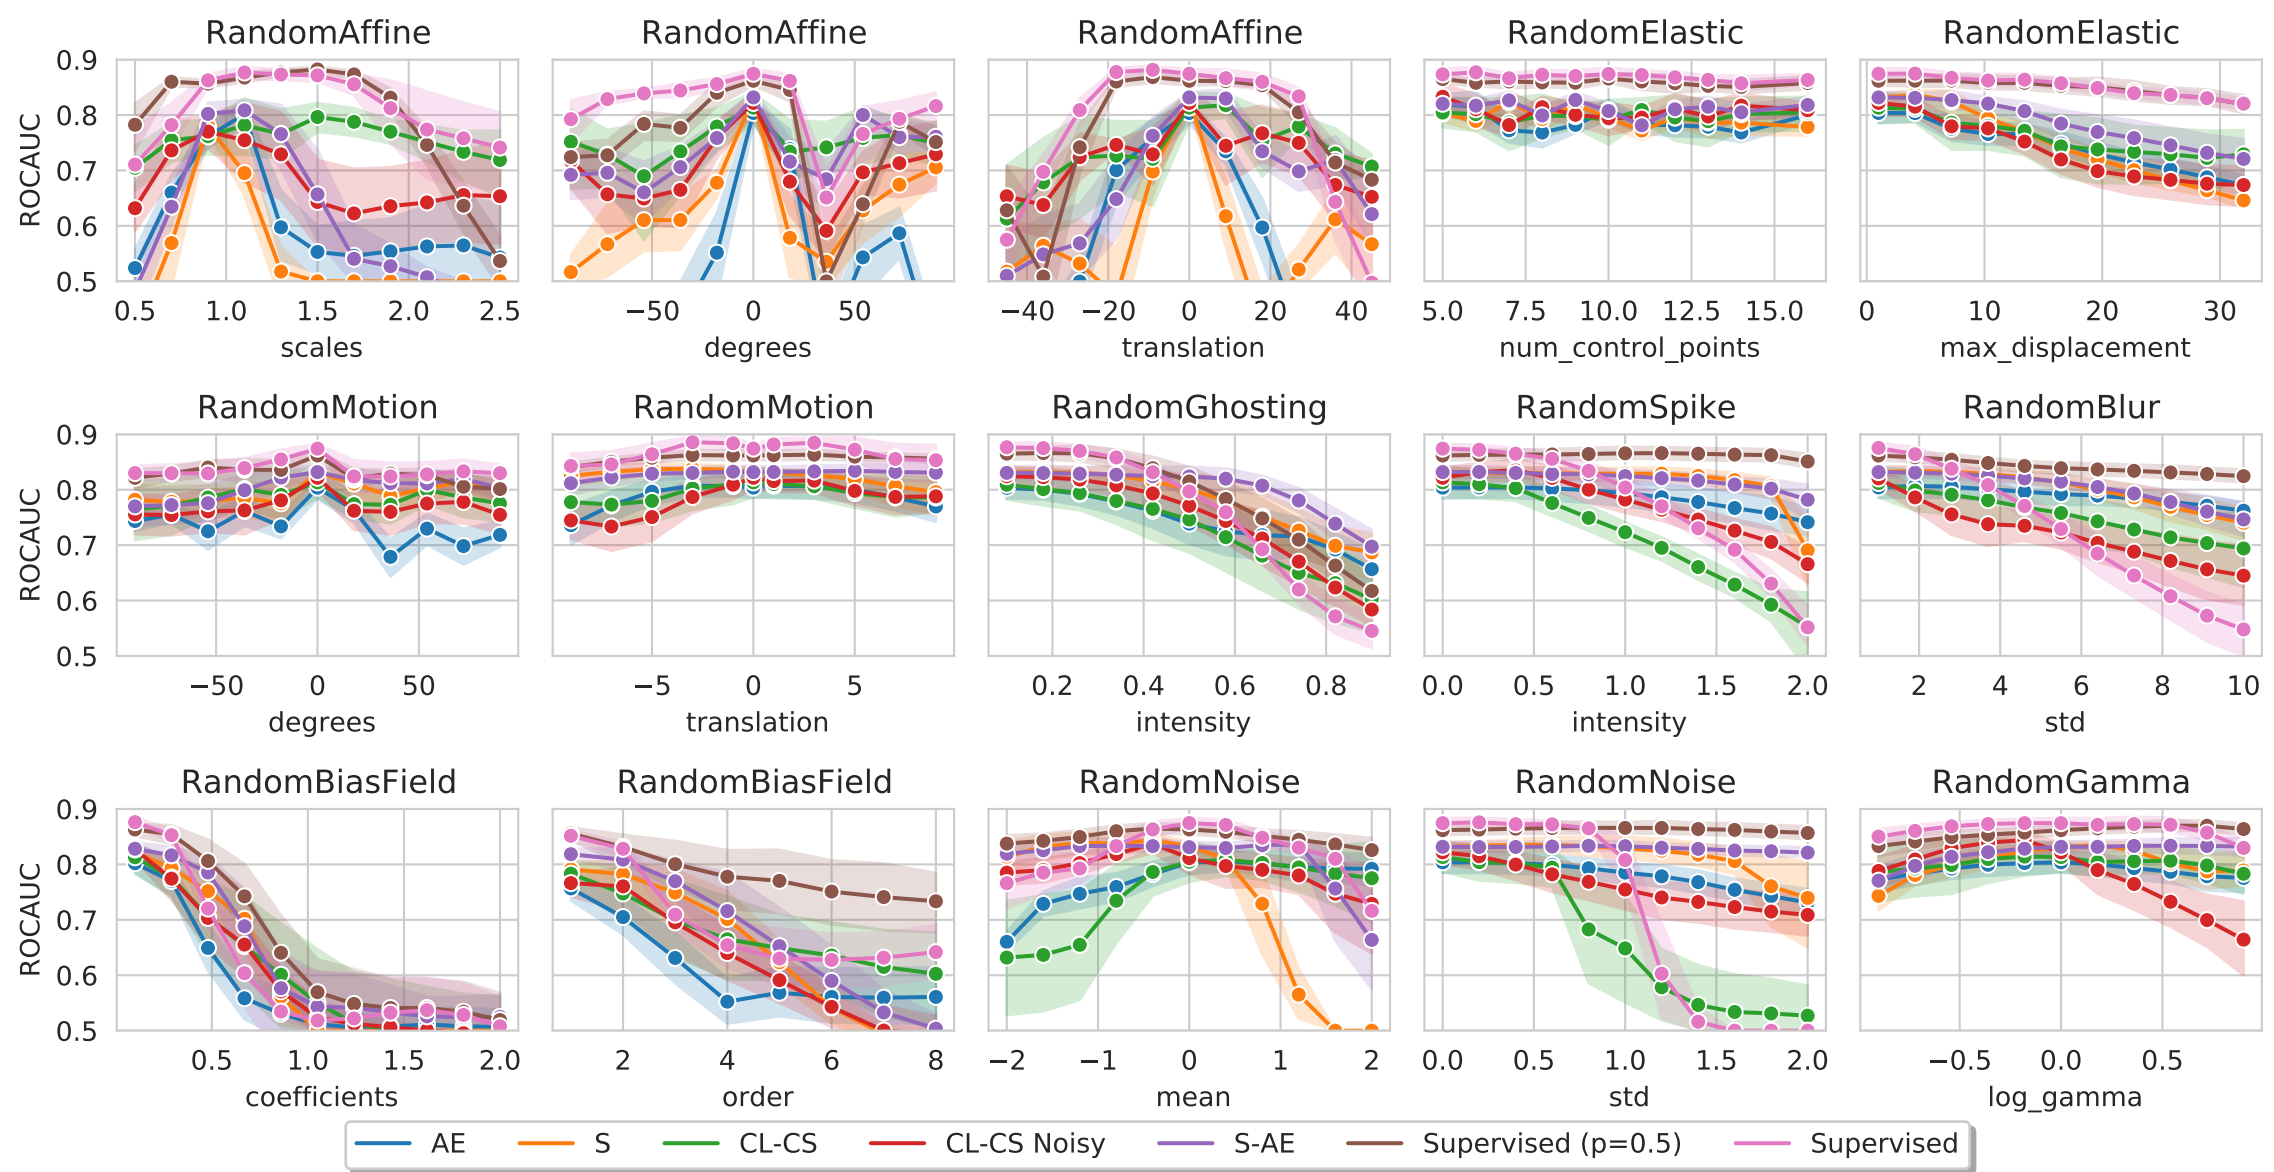 RandomAffine RandomAffine RandomAffine RandomElastic RandomElastic
ROCAUC
0.9
0.8
0.7
0.6
0.5
0.5 1.0 1.5 2.0 2.5 −50 0 50 −40 −20 0 20 40 5.0 7.5 10.0 12.5 15.0 0 10 20 30
scales degrees translation num_control_points max_displacement
RandomMotion RandomMotion RandomGhosting RandomSpike RandomBlur
ROCAUC
0.9
0.8
0.7
0.6
0.5
−50 0 50 −5 0 5 0.2 0.4 0.6 0.8 0.0 0.5 1.0 1.5 2.0 2 4 6 8 10
degrees translation intensity intensity std
RandomBiasField RandomBiasField RandomNoise RandomNoise RandomGamma
ROCAUC
0.9
0.8
0.7
0.6
0.5
0.5 1.0 1.5 2.0 2 4 6 8 −2 −1 0 1 2 0.0 0.5 1.0 1.5 2.0 −0.5 0.0 0.5
coefficients order mean std log_gamma
AE S CL-CS CL-CS Noisy S-AE Supervised (p=0.5) Supervised